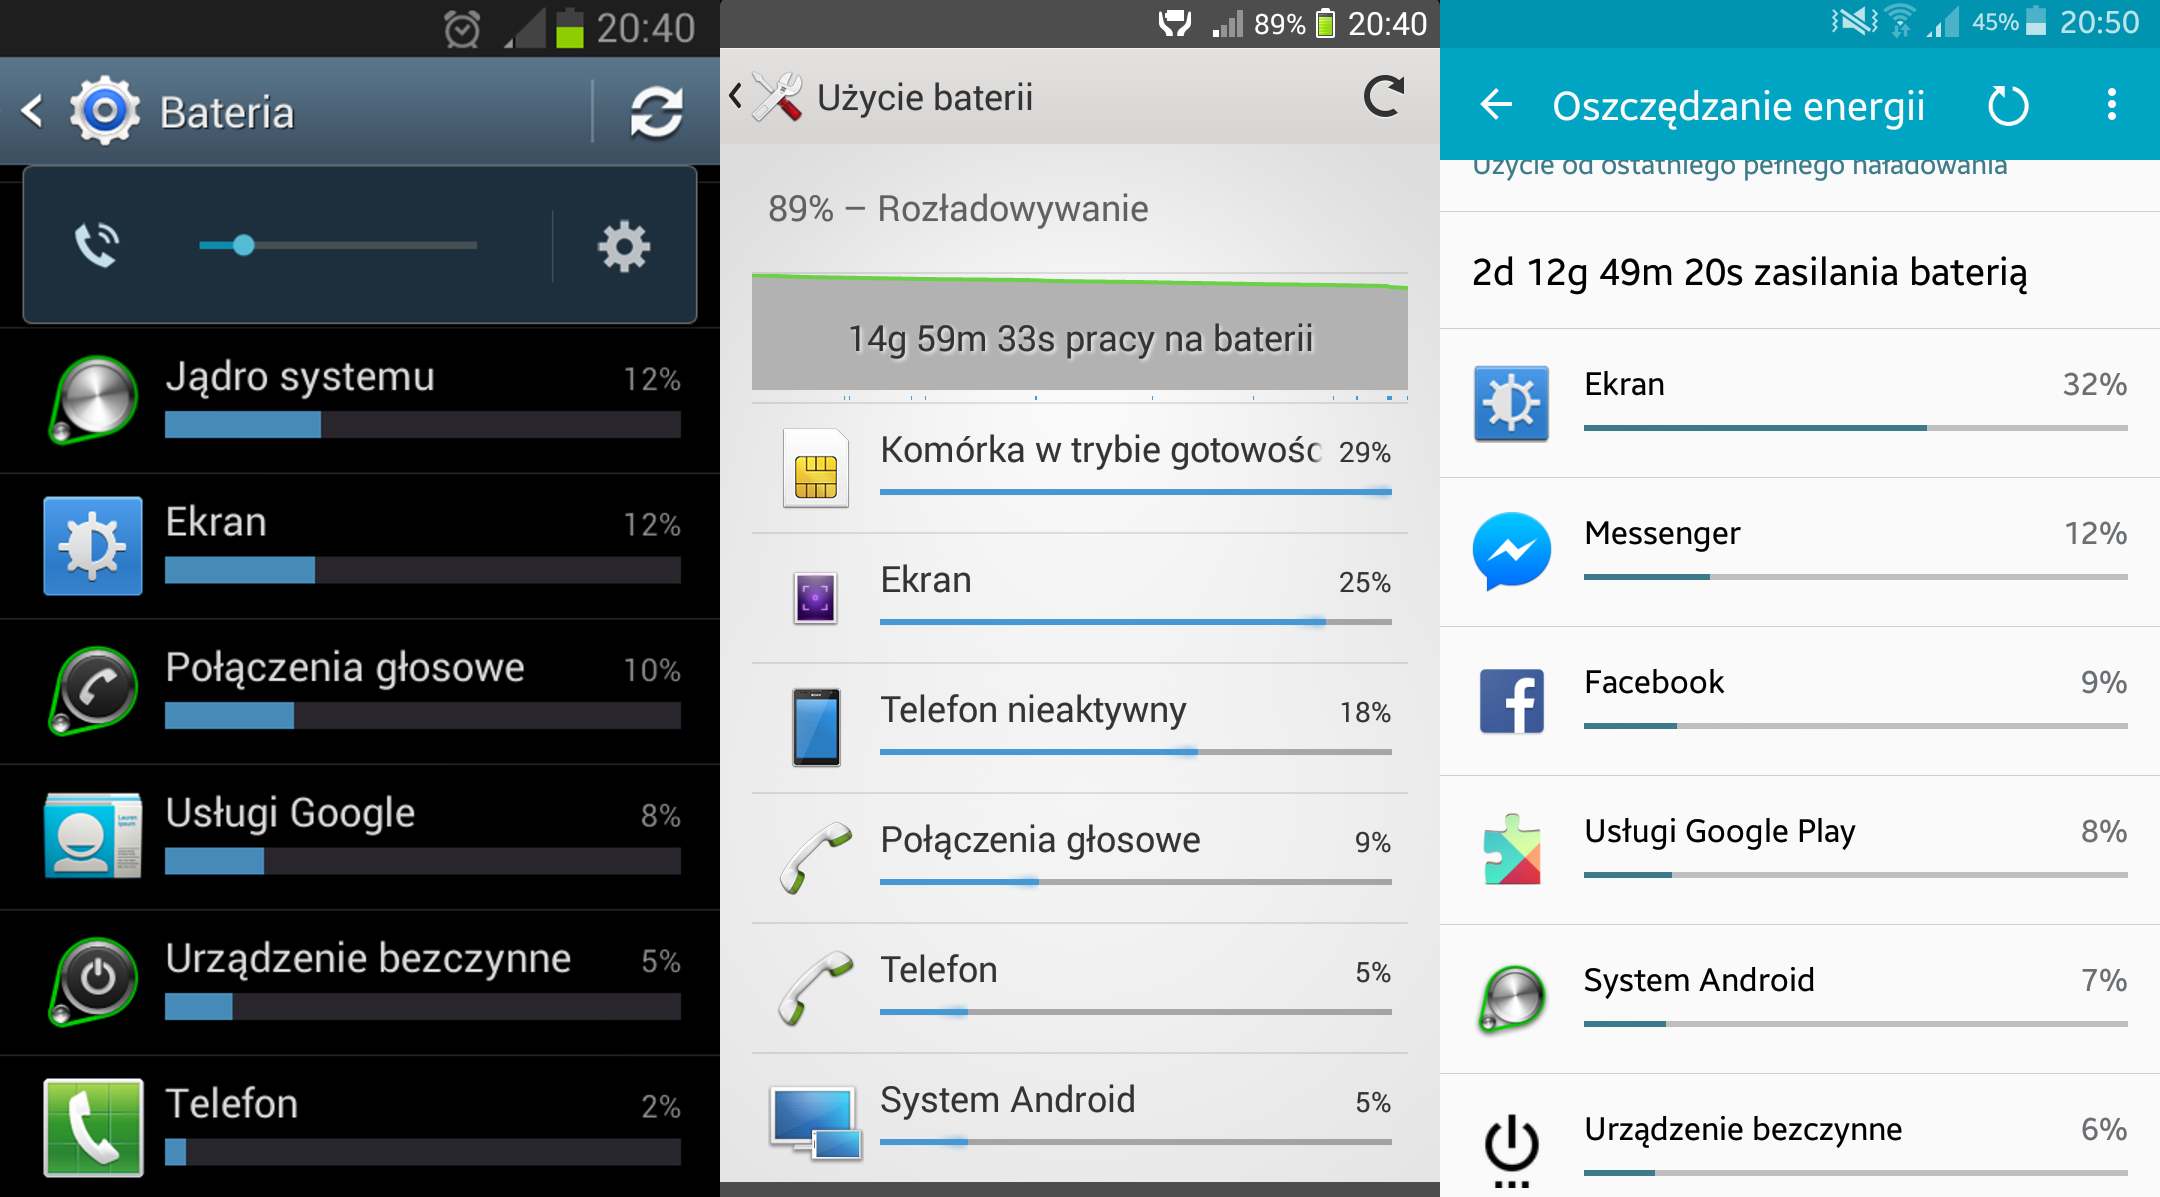 20:40
Bateria
Jądro systemu 12%
Ekran 12%
Połączenia głosowe 10%
Usługi Google 8%
Urządzenie bezczynne 5%
Telefon 2%
89% 20:40
Użycie baterii
89% – Rozładowywanie
14g 59m 33s pracy na baterii
Komórka w trybie gotowośc 29%
Ekran 25%
Telefon nieaktywny 18%
Połączenia głosowe 9%
Telefon 5%
System Android 5%
45% 20:50
Oszczędzanie energii
Użycie od ostatniego pełnego naładowania
2d 12g 49m 20s zasilania baterią
Ekran 32%
Messenger 12%
Facebook 9%
Usługi Google Play 8%
System Android 7%
Urządzenie bezczynne 6%